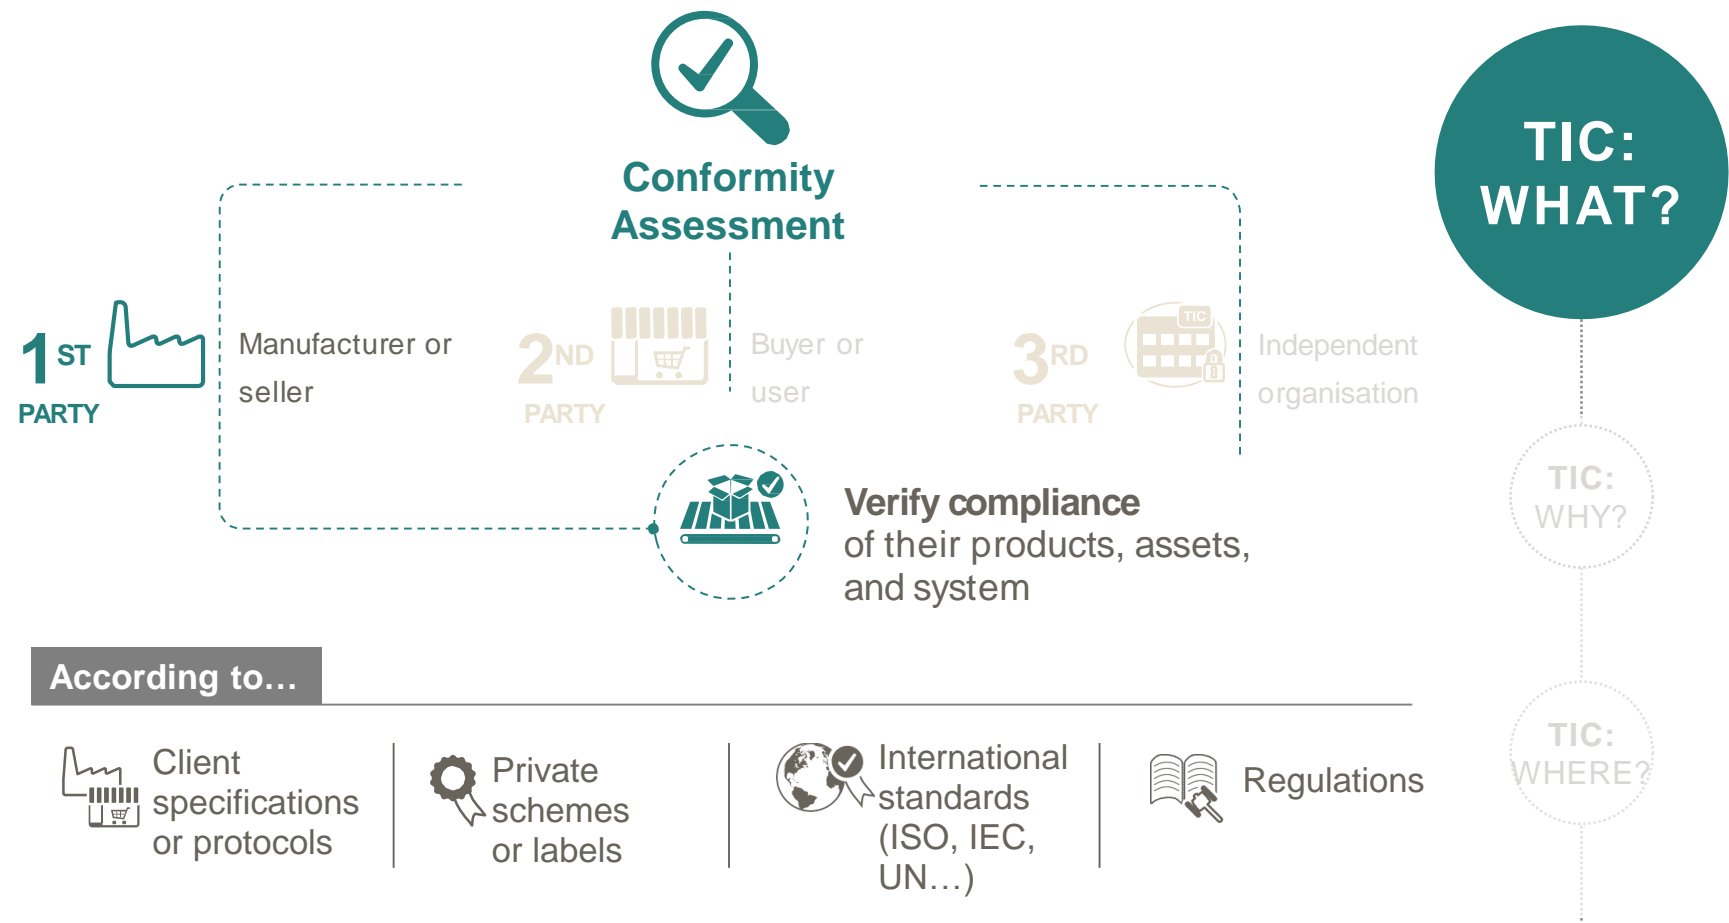 Conformity
Assessment
TIC:
WHAT?
1ST
PARTY
Manufacturer or
seller
2ND
PARTY
Buyer or
user
3RD
PARTY
TIC
Independent
organisation
Verify compliance
of their products, assets,
and system
TIC:
WHY?
According to…
Client
specifications
or protocols
Private
schemes
or labels
International
standards
(ISO, IEC,
UN…)
Regulations
TIC:
WHERE?